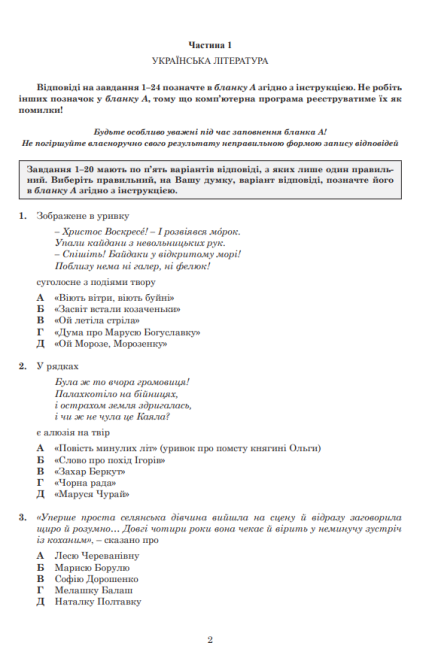 Частина 1
УКРАЇНСЬКА ЛІТЕРАТУРА
Відповіді на завдання 1–24 позначте в бланку А згідно з інструкцією. Не робіть
інших позначок у бланку А, тому що комп’ютерна програма реєструватиме їх як
помилки!
Будьте особливо уважні під час заповнення бланка А!
Не погіршуйте власноручно свого результату неправильною формою запису відповідей
Завдання 1–20 мають по п’ять варіантів відповіді, з яких лише один правиль-
ний. Виберіть правильний, на Вашу думку, варіант відповіді, позначте його
в бланку А згідно з інструкцією.
1. Зображене в уривку
– Христос Воскресé! – І розвіявся мóрок.
Упали кайдани з невольницьких рук.
– Спішіть! Байдаки у відкритому морі!
Поблизу нема ні галер, ні фелюк!
суголосне з подіями твору
А «Віють вітри, віють буйні»
Б «Засвіт встали козаченьки»
В «Ой летіла стріла»
Г «Дума про Марусю Богуславку»
Д «Ой Морозе, Морозенку»
2. У рядках
Була ж то вчора громовиця!
Палахкотіло на бійницях,
і острахом земля здригалась,
і чи ж не чула це Каяла?
є алюзія на твір
А «Повість минулих літ» (уривок про помсту княгині Ольги)
Б «Слово про похід Ігорів»
В «Захар Беркут»
Г «Чорна рада»
Д «Маруся Чурай»
3. «Уперше проста селянська дівчина вийшла на сцену й відразу заговорила
щиро й розумно... Довгі чотири роки вона чекає й вірить у неминучу зустріч
із коханим», – сказано про
А Лесю Череванівну
Б Марисю Борулю
В Софію Дорошенко
Г Мелашку Балаш
Д Наталку Полтавку
2